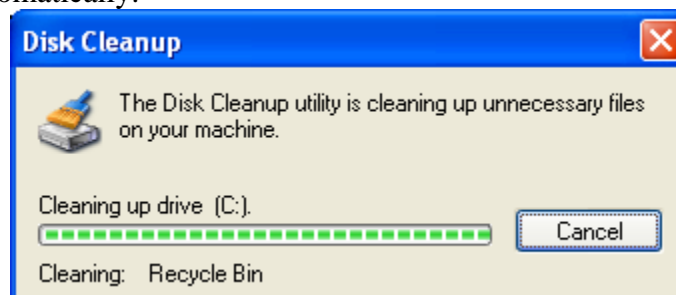 omatically.
Disk Cleanup
The Disk Cleanup utility is cleaning up unnecessary files
on your machine.
Cleaning up drive (C:).
Cancel
Cleaning: Recycle Bin